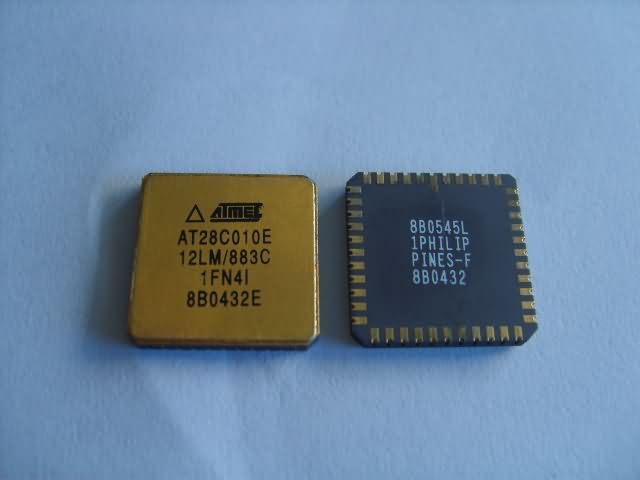 ATMEL
AT28C010E
12LM/883C
1FN4I
8B0432E
8B0545L
1PHILIP
PINES-F
8B0432